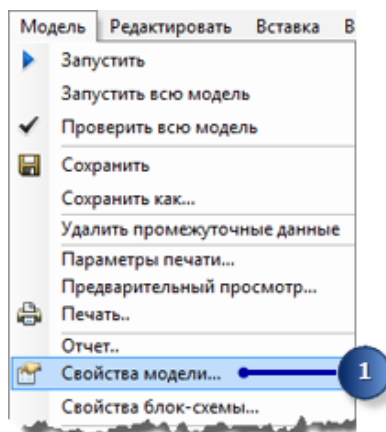 Модель Редактировать Вставка В
Запустить
Запустить всю модель
Проверить всю модель
Сохранить
Сохранить как...
Удалить промежуточные данные
Параметры печати...
Предварительный просмотр...
Печать..
Отчет..
Свойства модели... 1
Свойства блок-схемы...